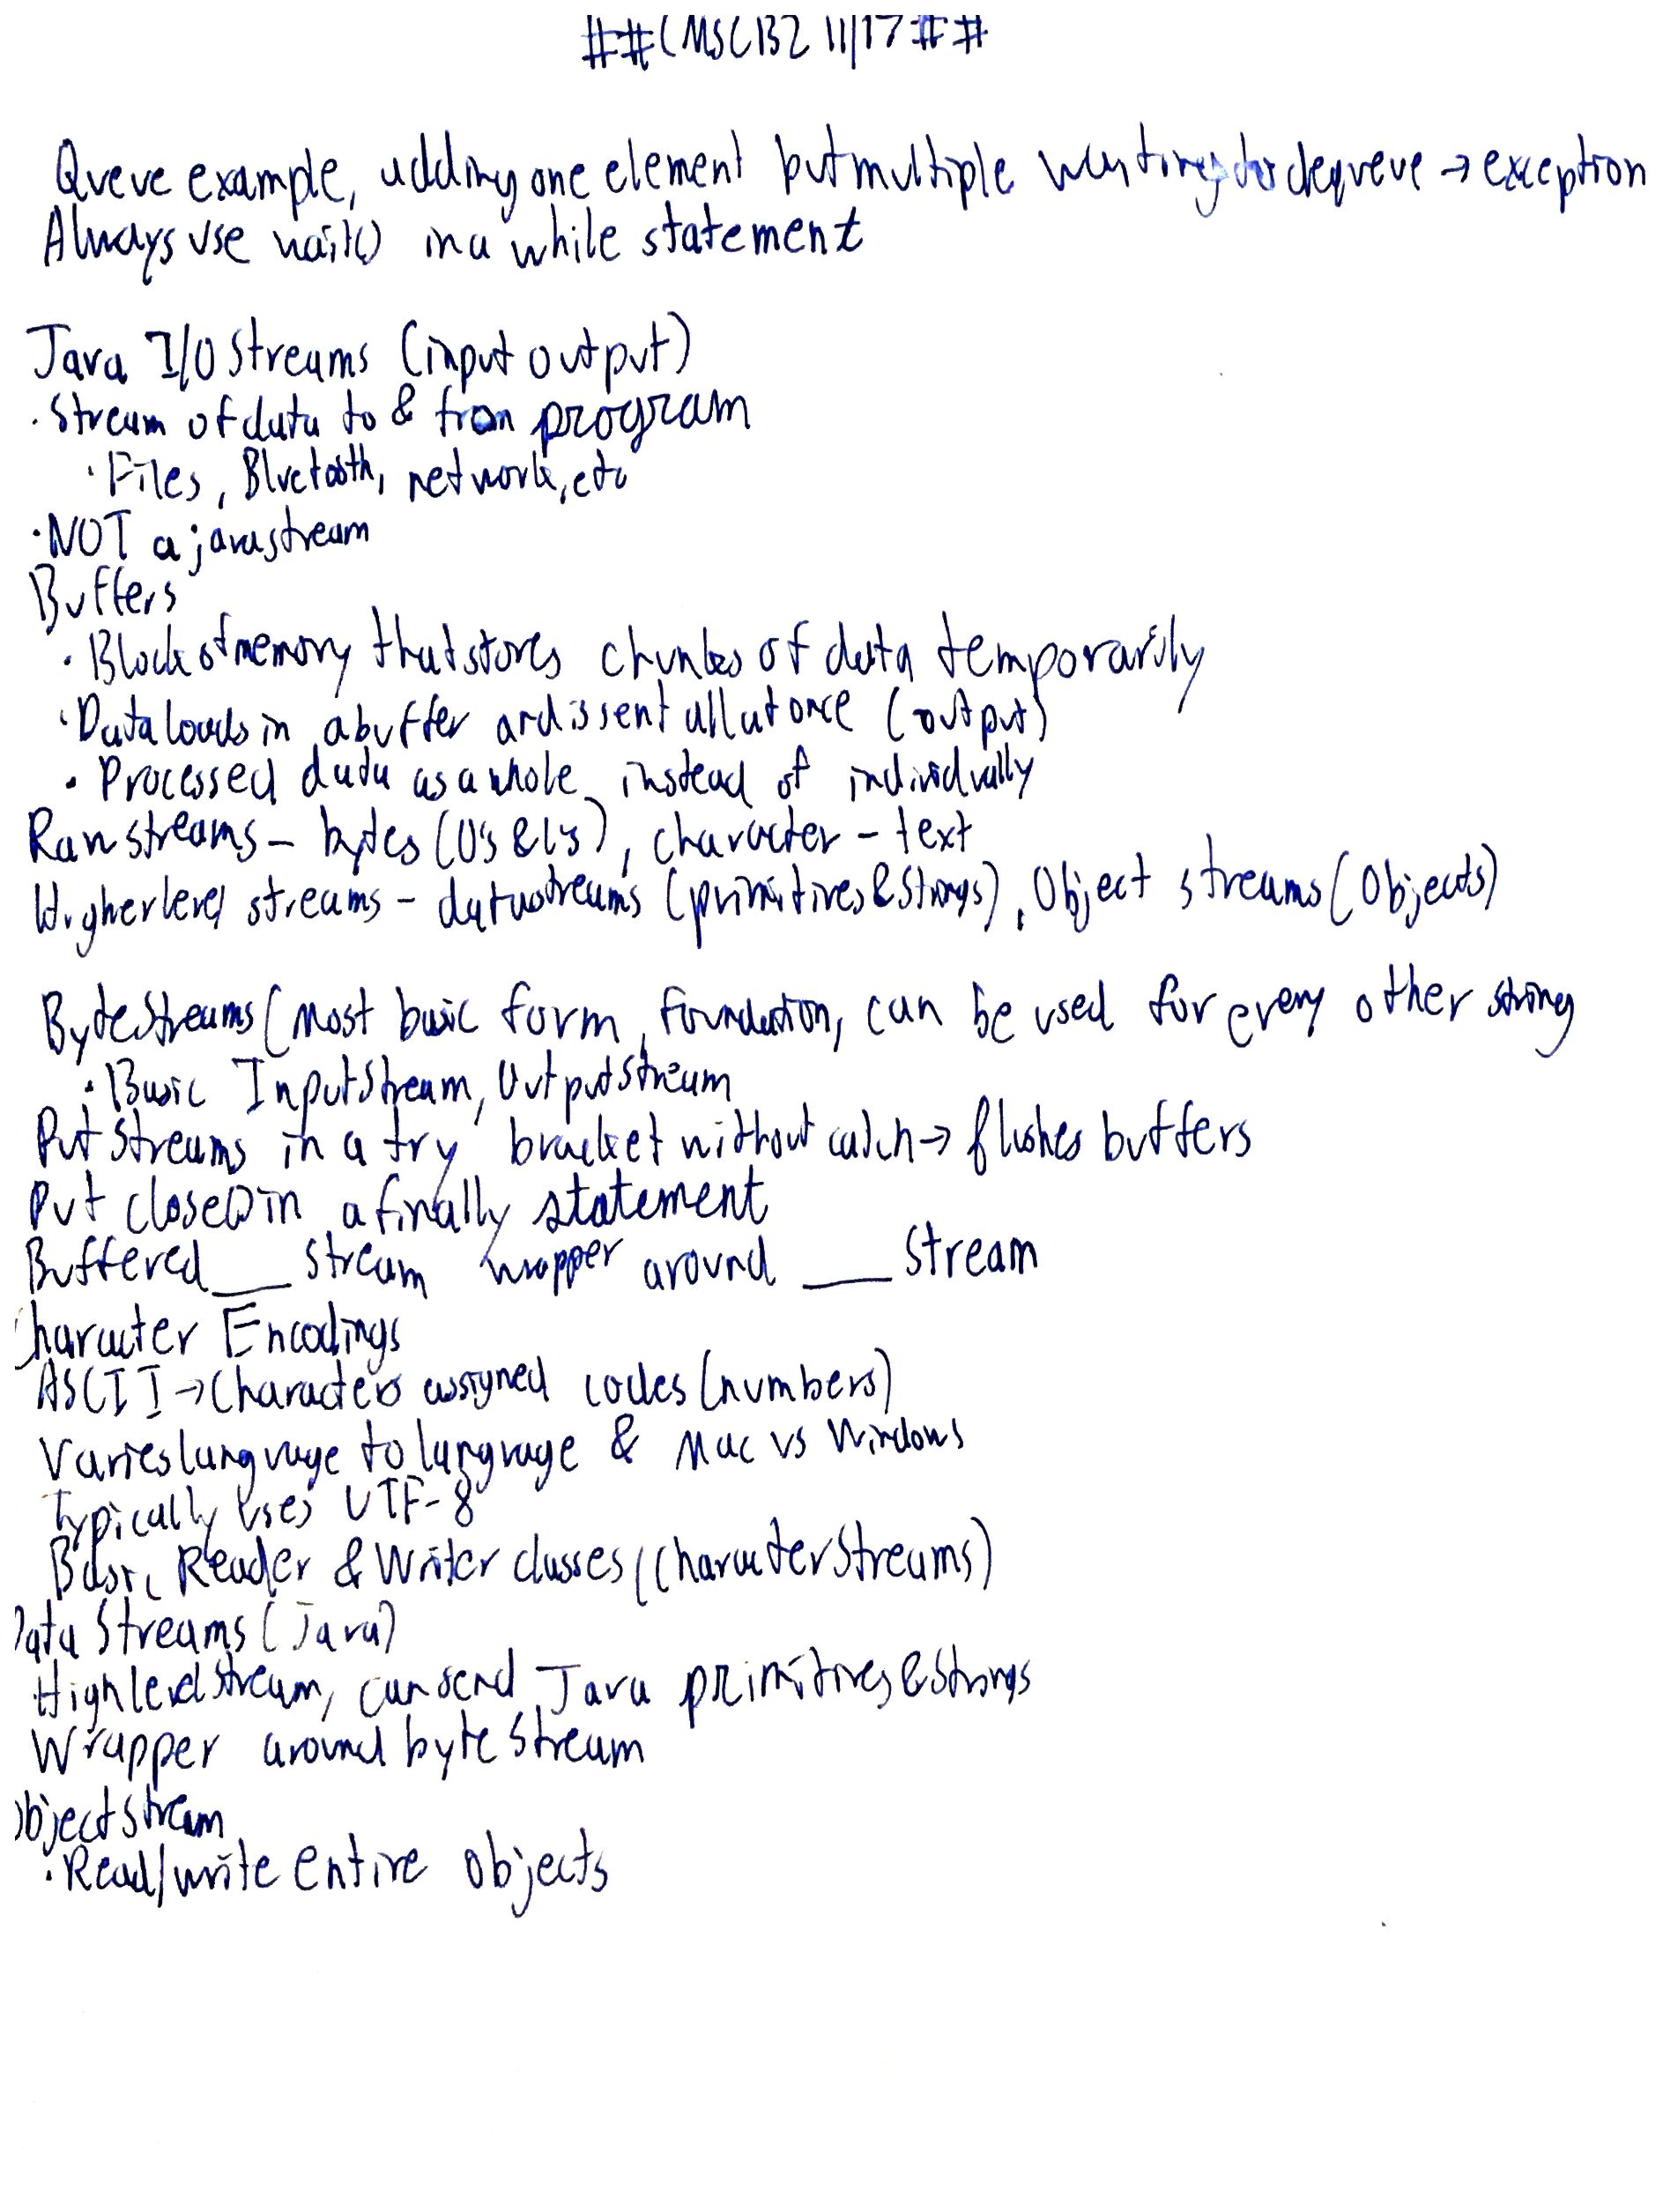 ##CMSC132 11/17##
Queue example, adding one element but multiple waiting for dequeue → exception
Always use wait() in a while statement
Java I/O Streams (input output)
· Stream of data to & from program
· Files, Bluetooth, network, etc
· NOT a java stream
Buffers
· Block of memory that stores chunks of data temporarily
· Data loads in a buffer and is sent all at once (output)
· Processed data as a whole instead of individually
Raw streams - bytes (0's & 1's), character - text
Higher level streams - datastreams (primitives & Strings), Object streams (Objects)
Byte Streams (Most basic form, foundation, can be used for every other string
· Basic InputStream, OutputStream
Put streams in a try bracket without catch → flushes buffers
Put close() in a finally statement
Buffered ___ stream wrapper around ___ stream
Character Encodings
ASCII → Characters assigned codes (numbers)
Varies language to language & Mac vs Windows
Typically uses UTF-8
Basic Reader & Writer classes (Character Streams)
Data Streams (Java)
High level stream, can send Java primitives & Strings
Wrapper around byte stream
Object stream
· Read/write entire objects